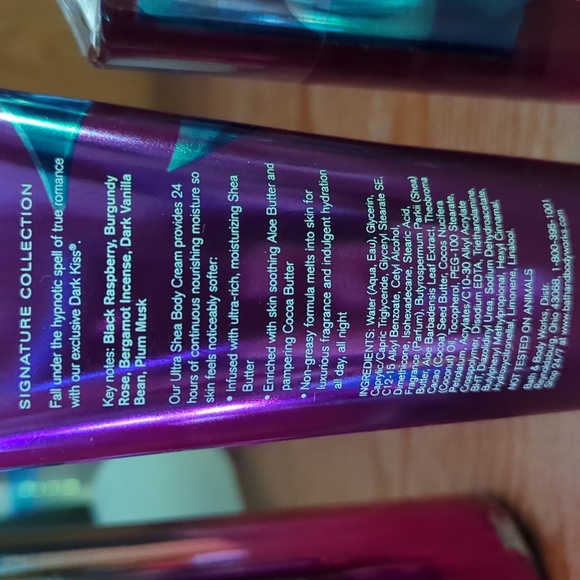 SIGNATURE COLLECTION
Fall under the hypnotic spell of true romance
with our exclusive Dark Kiss®.
Key notes: Black Raspberry, Burgundy
Rose, Bergamot Incense, Dark Vanilla
Bean, Plum Musk
Our Ultra Shea Body Cream provides 24
hours of continuous nourishing moisture so
skin feels noticeably softer:
• Infused with ultra-rich, moisturizing Shea
Butter
• Enriched with skin soothing Aloe Butter and
pampering Cocoa Butter
• Non-greasy formula melts into skin for
luxurious fragrance and indulgent hydration
all day, all night
INGREDIENTS: Water (Aqua, Eau), Glycerin,
Caprylic/Capric Triglyceride, Glyceryl Stearate SE,
C12-15 Alkyl Benzoate, Cetyl Alcohol,
Dimethicone, Isohexadecane, Stearic Acid,
Fragrance (Parfum), Butyrospermum Parkii (Shea)
Butter, Aloe Barbadensis Leaf Extract, Theobroma
Cacao (Cocoa) Seed Butter, Cocos Nucifera
(Coconut) Oil, Tocopherol, PEG-100 Stearate,
Petrolatum, Acrylates/C10-30 Alkyl Acrylate
Crosspolymer, Disodium EDTA,
Diazolidinyl Urea, Sodium Dehydroacetate,
Butylphenyl Methylpropional, Hexyl Cinnamal,
Hydroxycitronellal, Limonene, Linalool.
NOT TESTED ON ANIMALS
Bath & Body Works, Distr.
Reynoldsburg, Ohio 43068, 1-800-395-1001
Shop 24/7 at www.bathandbodyworks.com